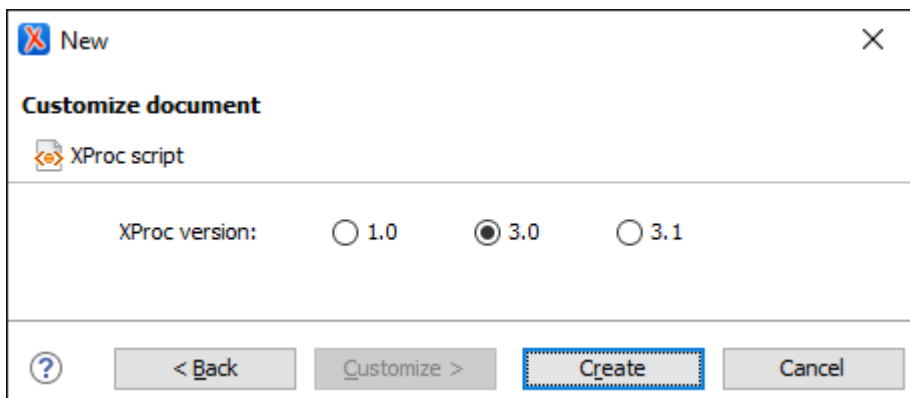 New
Customize document
XProc script
XProc version: 1.0 3.0 3.1
? < Back Customize > Create Cancel